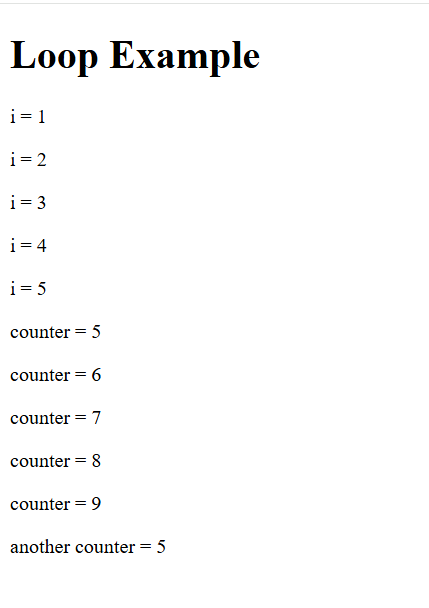 Loop Example
i = 1
i = 2
i = 3
i = 4
i = 5
counter = 5
counter = 6
counter = 7
counter = 8
counter = 9
another counter = 5